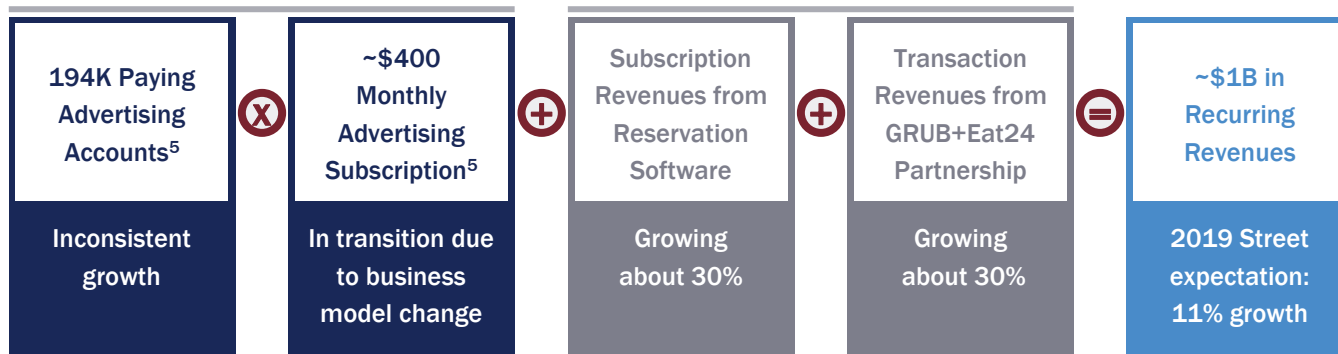 194K Paying
Advertising
Accounts⁵
Inconsistent
growth
X
~$400
Monthly
Advertising
Subscription⁵
In transition due
to business
model change
+
Subscription
Revenues from
Reservation
Software
Growing
about 30%
+
Transaction
Revenues from
GRUB+Eat24
Partnership
Growing
about 30%
=
~$1B in
Recurring
Revenues
2019 Street
expectation:
11% growth